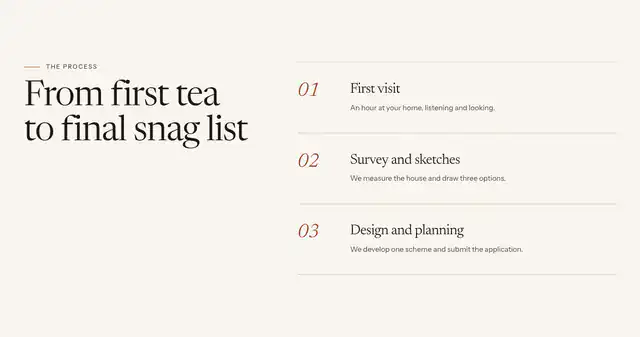 THE PROCESS
From first tea
to final snag list
01
First visit
An hour at your home, listening and looking.
02
Survey and sketches
We measure the house and draw three options.
03
Design and planning
We develop one scheme and submit the application.